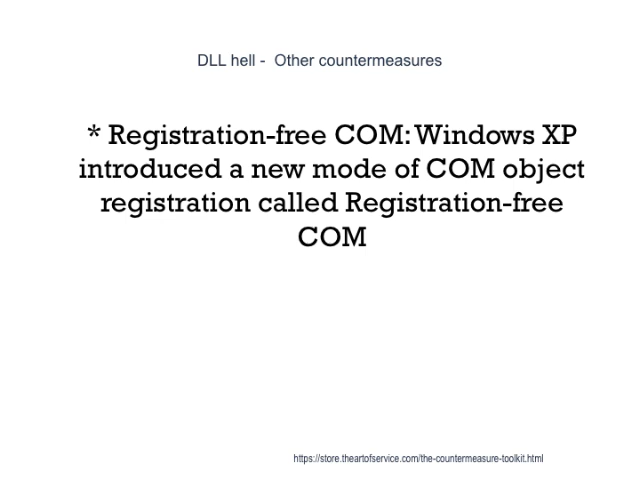 DLL hell -  Other countermeasures
* Registration-free COM: Windows XP
introduced a new mode of COM object
registration called Registration-free
COM
https://store.theartofservice.com/the-countermeasure-toolkit.html